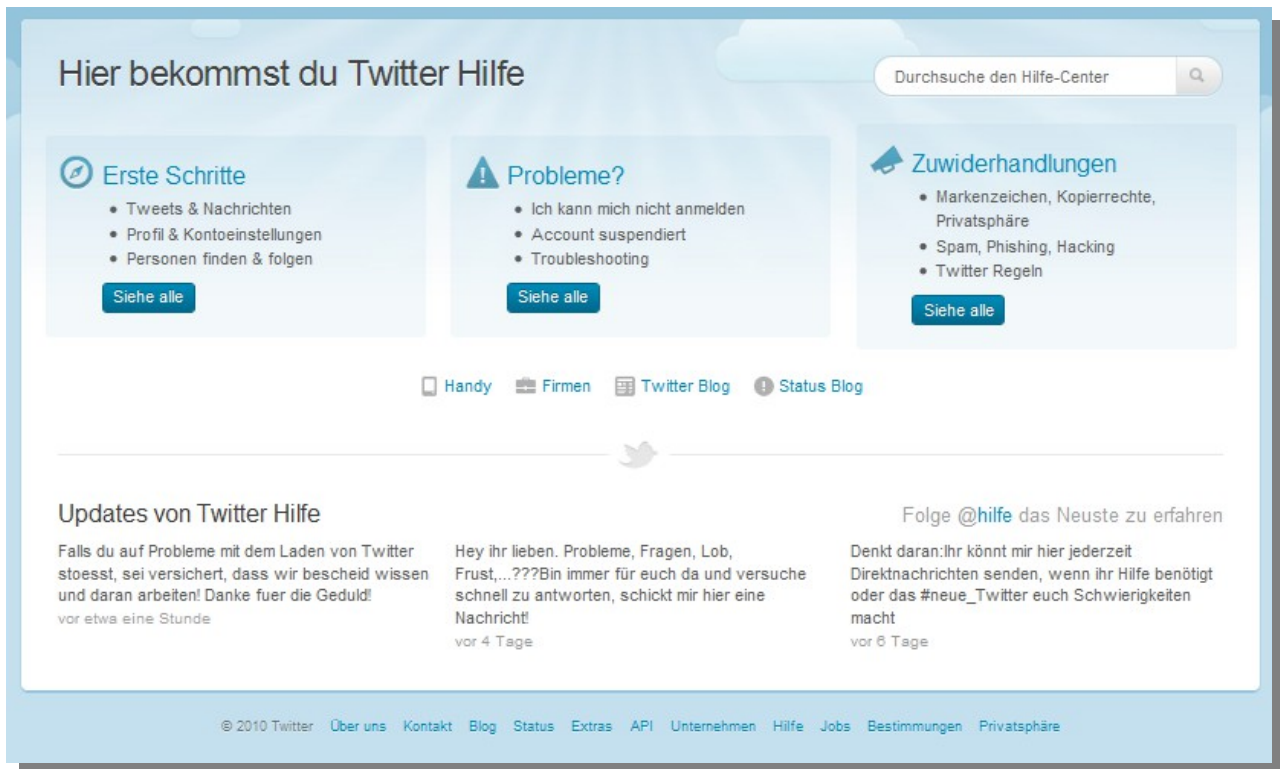 Hier bekommst du Twitter Hilfe
Durchsuche den Hilfe-Center
Erste Schritte
Tweets & Nachrichten
Profil & Kontoeinstellungen
Personen finden & folgen
Siehe alle
Probleme?
Ich kann mich nicht anmelden
Account suspendiert
Troubleshooting
Siehe alle
Zuwiderhandlungen
Markenzeichen, Kopierrechte,
Privatsphäre
Spam, Phishing, Hacking
Twitter Regeln
Siehe alle
Handy Firmen Twitter Blog Status Blog
Updates von Twitter Hilfe
Folge @hilfe das Neuste zu erfahren
Falls du auf Probleme mit dem Laden von Twitter
stoesst, sei versichert, dass wir bescheid wissen
und daran arbeiten! Danke fuer die Geduld!
vor etwa eine Stunde
Hey ihr lieben. Probleme, Fragen, Lob,
Frust,...???Bin immer für euch da und versuche
schnell zu antworten, schickt mir hier eine
Nachricht!
vor 4 Tage
Denkt daran:Ihr könnt mir hier jederzeit
Direktnachrichten senden, wenn ihr Hilfe benötigt
oder das #neue_Twitter euch Schwierigkeiten
macht
vor 6 Tage
© 2010 Twitter Über uns Kontakt Blog Status Extras API Unternehmen Hilfe Jobs Bestimmungen Privatsphäre